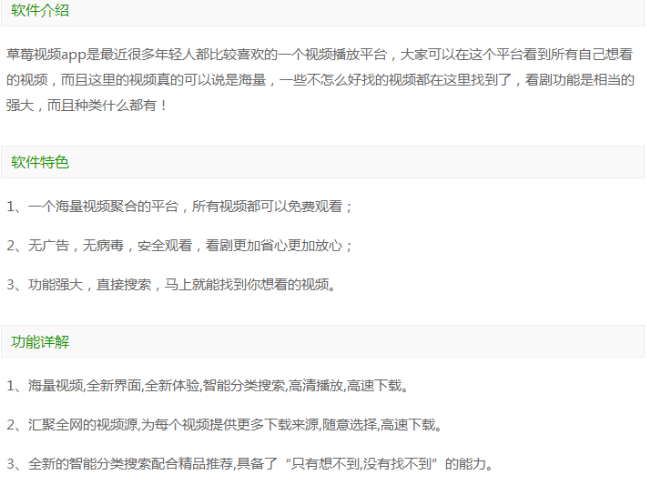 软件介绍
草莓视频app是最近很多年轻人都比较喜欢的一个视频播放平台，大家可以在这个平台看到所有自己想看
的视频，而且这里的视频真的可以说是海量，一些不怎么好找的视频都在这里找到了，看剧功能是相当的
强大，而且种类什么都有！
软件特色
1、一个海量视频聚合的平台，所有视频都可以免费观看；
2、无广告，无病毒，安全观看，看剧更加省心更加放心；
3、功能强大，直接搜索，马上就能找到你想看的视频。
功能详解
1、海量视频,全新界面,全新体验,智能分类搜索,高清播放,高速下载。
2、汇聚全网的视频源,为每个视频提供更多下载来源,随意选择,高速下载。
3、全新的智能分类搜索配合精品推荐,具备了“只有想不到,没有找不到”的能力。